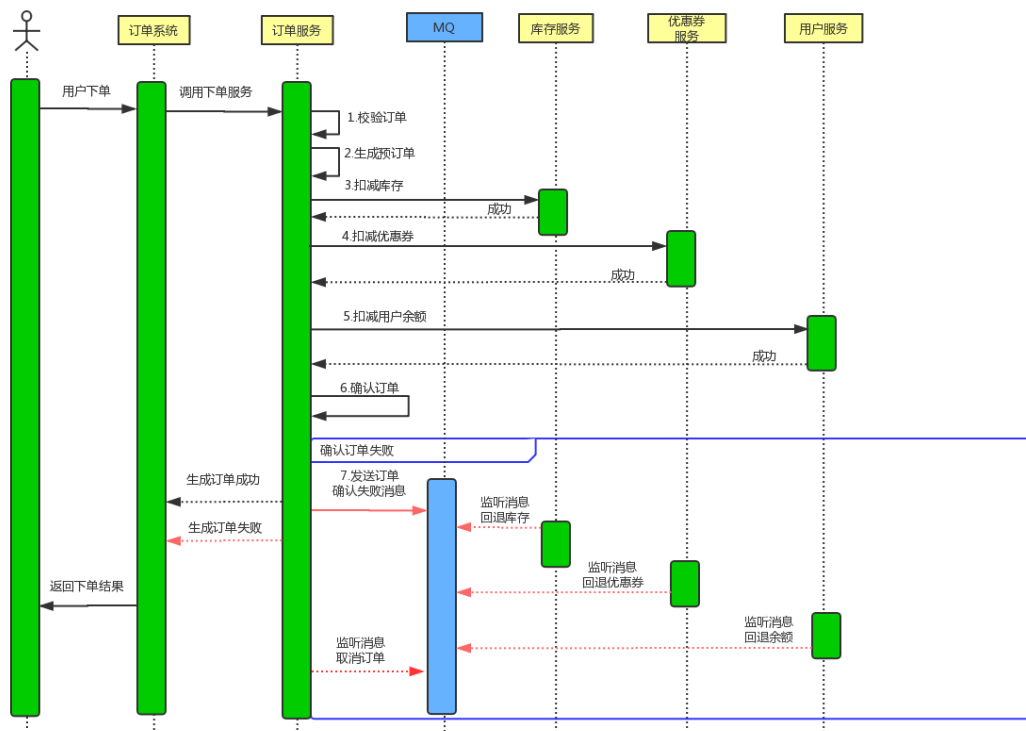 订单系统
订单服务
MQ
库存服务
优惠券
服务
用户服务
用户下单
调用下单服务
1.校验订单
2.生成预订单
3.扣减库存
成功
4.扣减优惠券
成功
5.扣减用户余额
成功
6.确认订单
确认订单失败
7.发送订单
确认失败消息
生成订单成功
监听消息
回退库存
生成订单失败
监听消息
回退优惠券
返回下单结果
监听消息
回退余额
监听消息
取消订单